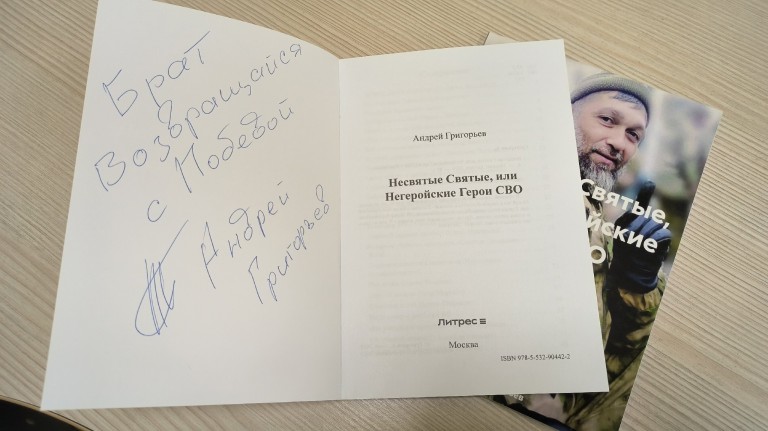 Брат
Возвращайся
с Победой
Андрей
Григорьев
Андрей Григорьев
Несвятые Святые, или
Негеройские Герои СВО
Литрес
Москва
ISBN 978-5-532-90442-2
Святые,
йские
О
ев